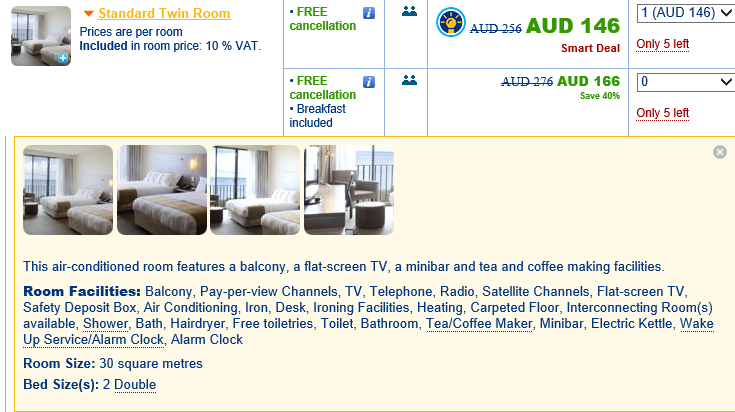 Standard Twin Room
Prices are per room
Included in room price: 10 % VAT.
• FREE cancellation
AUD 256 AUD 146
Smart Deal
1 (AUD 146)
Only 5 left
• FREE cancellation
• Breakfast included
AUD 276 AUD 166
Save 40%
0
Only 5 left
This air-conditioned room features a balcony, a flat-screen TV, a minibar and tea and coffee making facilities.
Room Facilities: Balcony, Pay-per-view Channels, TV, Telephone, Radio, Satellite Channels, Flat-screen TV,
Safety Deposit Box, Air Conditioning, Iron, Desk, Ironing Facilities, Heating, Carpeted Floor, Interconnecting Room(s)
available, Shower, Bath, Hairdryer, Free toiletries, Toilet, Bathroom, Tea/Coffee Maker, Minibar, Electric Kettle, Wake
Up Service/Alarm Clock, Alarm Clock
Room Size: 30 square metres
Bed Size(s): 2 Double